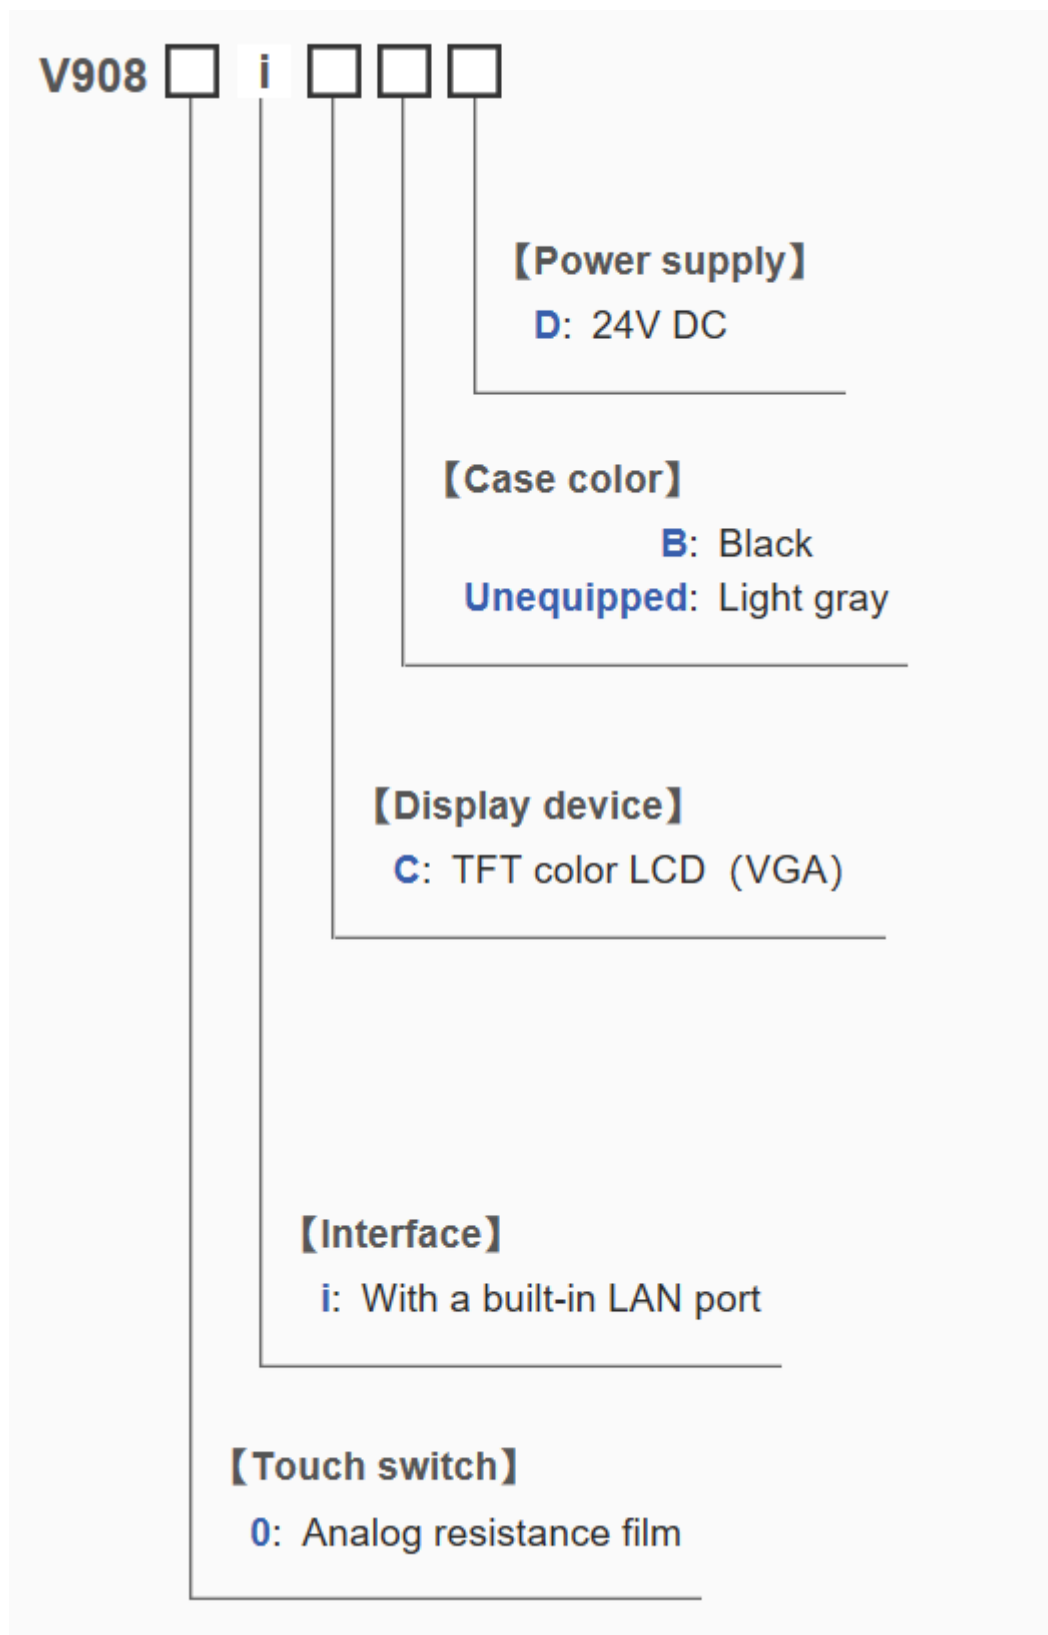 V908 □ i □ □ □
【Power supply】
D: 24V DC
【Case color】
B: Black
Unequipped: Light gray
【Display device】
C: TFT color LCD (VGA)
【Interface】
i: With a built-in LAN port
【Touch switch】
0: Analog resistance film